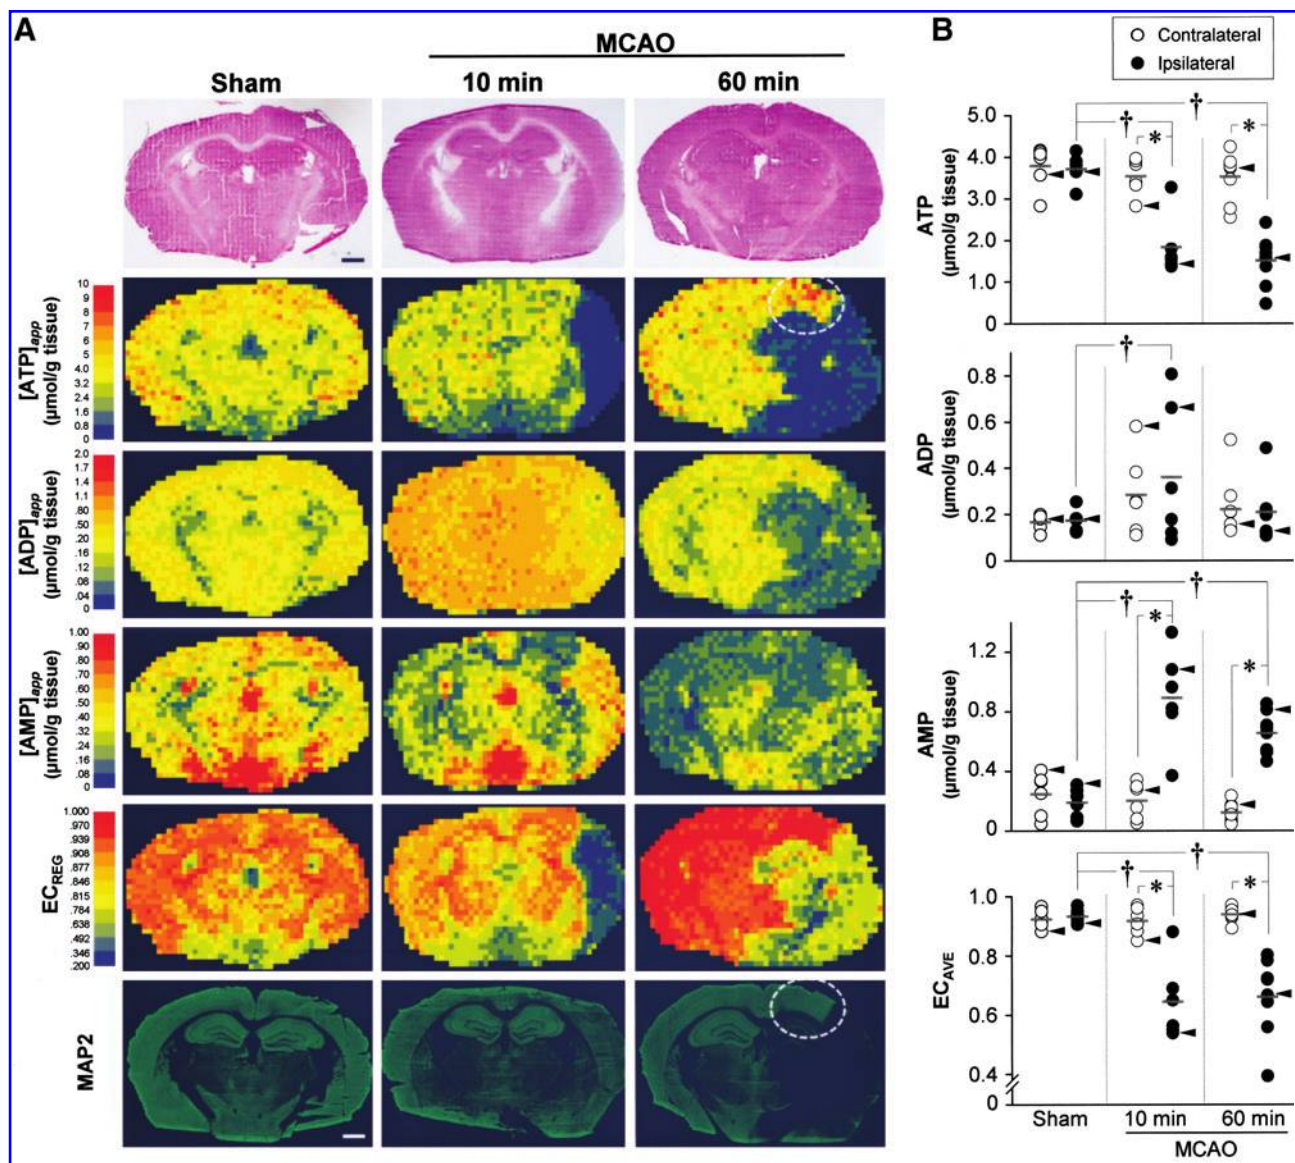 A
MCAO
Sham
10 min
60 min
[ATP]app
(μmol/g tissue)
10
9
8
7
6
5
4.0
3.2
2.4
1.6
0.8
0
[ADP]app
(μmol/g tissue)
2.0
1.7
1.4
1.1
.80
.50
.20
.16
.12
.08
.04
0
[AMP]app
(μmol/g tissue)
1.00
.90
.80
.70
.60
.50
.40
.32
.24
.16
.08
0
ECREG
1.000
.970
.939
.908
.877
.846
.815
.784
.638
.492
.346
.200
MAP2
B
Contralateral
Ipsilateral
ATP
(μmol/g tissue)
5.0
4.0
3.0
2.0
1.0
0
† * † *
ADP
(μmol/g tissue)
0.8
0.6
0.4
0.2
0
†
AMP
(μmol/g tissue)
1.2
0.8
0.4
0
† * † *
ECAVE
1.0
0.8
0.6
0.4
0
† * † *
Sham
10 min
60 min
MCAO